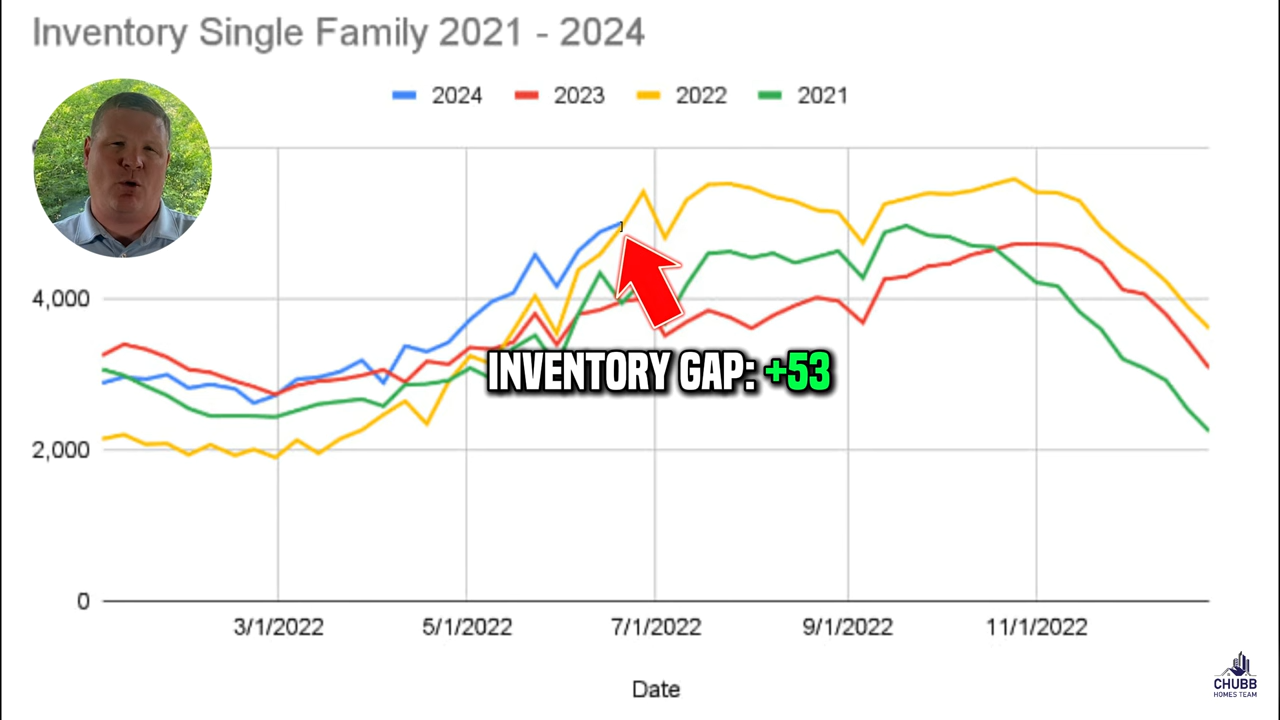 Inventory Single Family 2021 - 2024
2024 2023 2022 2021
4,000
INVENTORY GAP: +53
2,000
0
3/1/2022 5/1/2022 7/1/2022 9/1/2022 11/1/2022
Date
CHUBB
HOMES TEAM